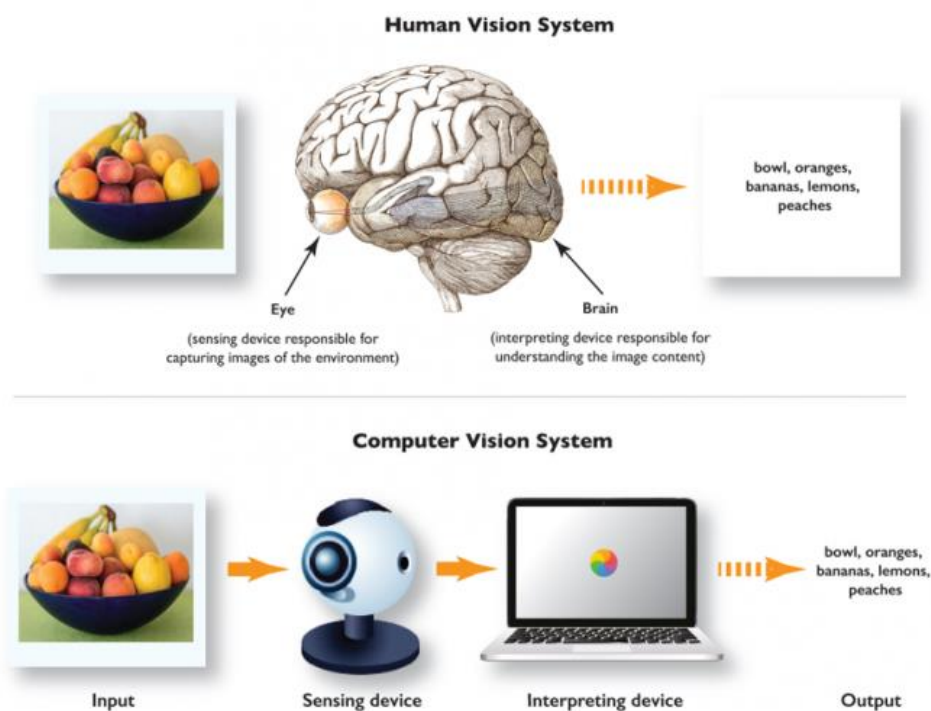 Human Vision System
bowl, oranges,
bananas, lemons,
peaches
Eye
(sensing device responsible for
capturing images of the environment)
Brain
(interpreting device responsible for
understanding the image content)
Computer Vision System
bowl, oranges,
bananas, lemons,
peaches
Input
Sensing device
Interpreting device
Output